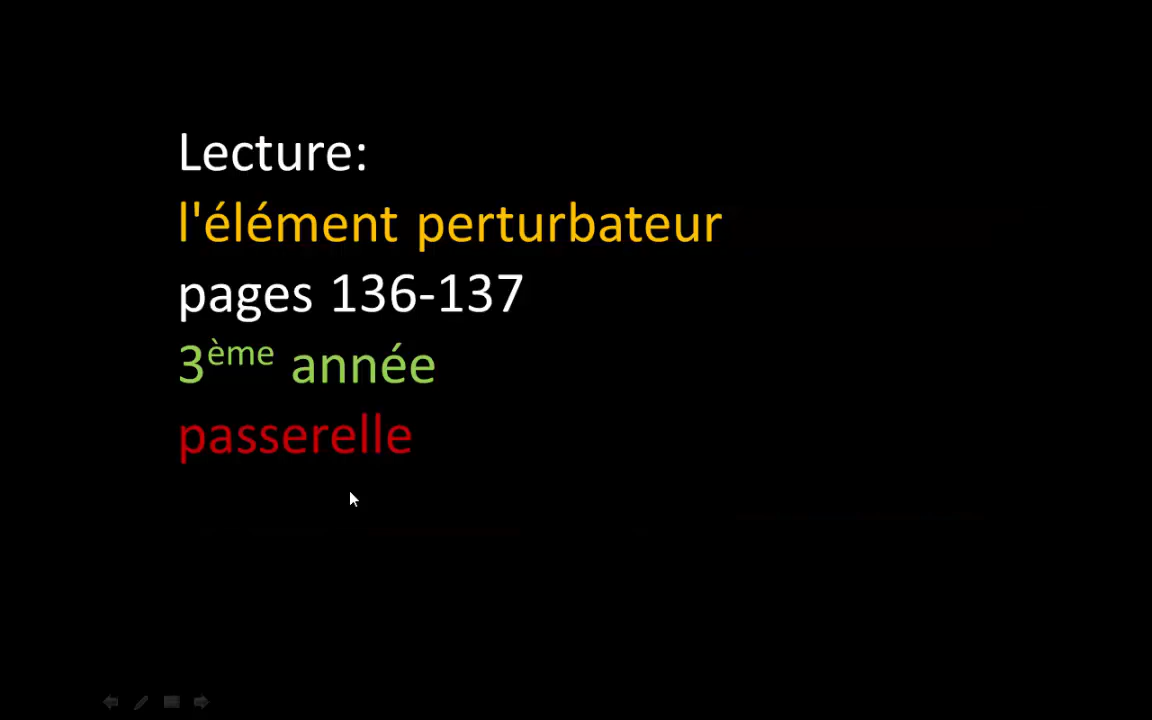 Lecture:
l'élément perturbateur
pages 136-137
3ème année
passerelle